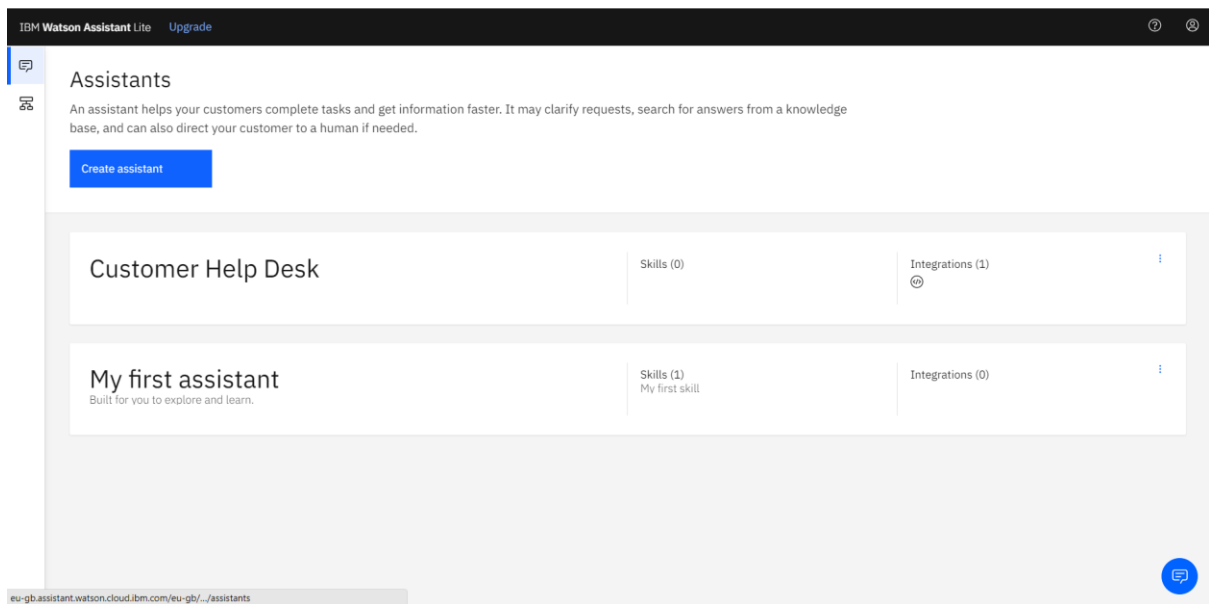 IBM Watson Assistant Lite Upgrade
Assistants
An assistant helps your customers complete tasks and get information faster. It may clarify requests, search for answers from a knowledge
base, and can also direct your customer to a human if needed.
Create assistant
Customer Help Desk
Skills (0)
Integrations (1)
My first assistant
Built for you to explore and learn.
Skills (1)
My first skill
Integrations (0)
eu-gb.assistant.watson.cloud.ibm.com/eu-gb/.../assistants